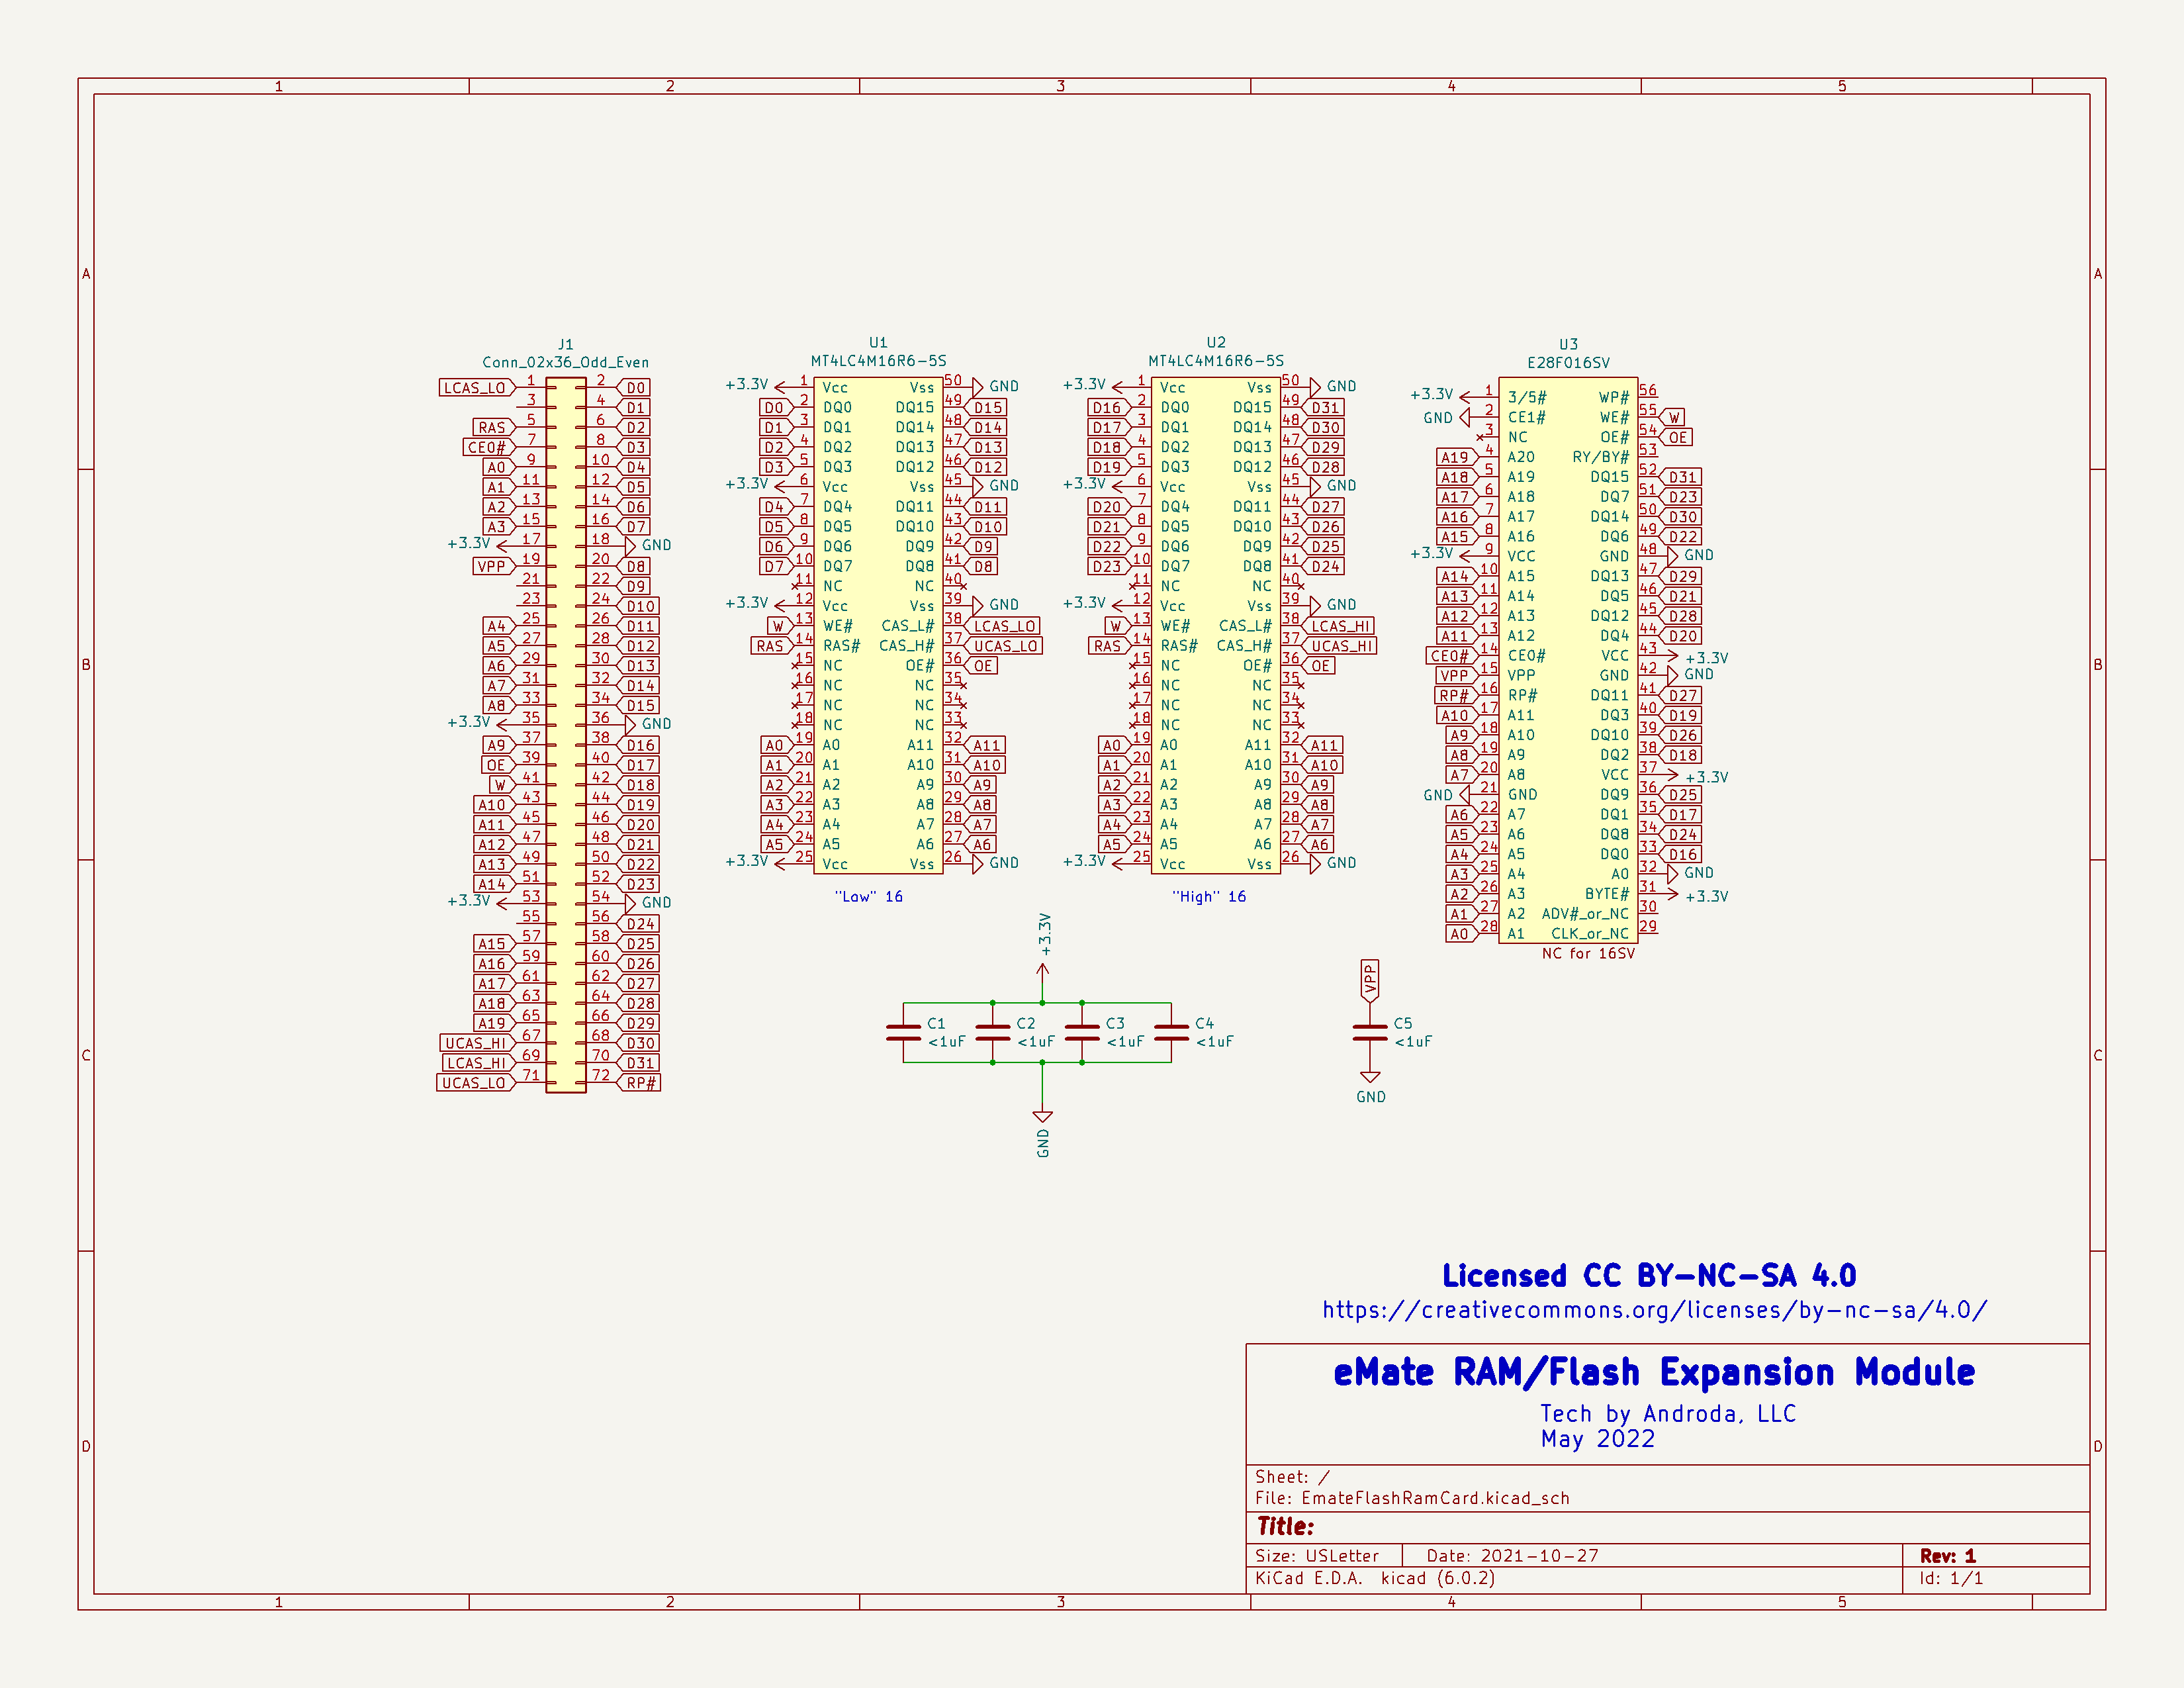 1 2 3 4 5
A A
B B
C C
D D
J1
Conn_02x36_Odd_Even
LCAS_LO 1 2 D0
3 4 D1
RAS 5 6 D2
CE0# 7 8 D3
A0 9 10 D4
A1 11 12 D5
A2 13 14 D6
A3 15 16 D7
+3.3V 17 18 GND
VPP 19 20 D8
21 22 D9
23 24 D10
A4 25 26 D11
A5 27 28 D12
A6 29 30 D13
A7 31 32 D14
A8 33 34 D15
+3.3V 35 36 GND
A9 37 38 D16
OE 39 40 D17
W 41 42 D18
A10 43 44 D19
A11 45 46 D20
A12 47 48 D21
A13 49 50 D22
A14 51 52 D23
+3.3V 53 54 GND
55 56 D24
A15 57 58 D25
A16 59 60 D26
A17 61 62 D27
A18 63 64 D28
A19 65 66 D29
UCAS_HI 67 68 D30
LCAS_HI 69 70 D31
UCAS_LO 71 72 RP#
U1
MT4LC4M16R6-5S
+3.3V 1 Vcc Vss 50 GND
D0 2 DQ0 DQ15 49 D15
D1 3 DQ1 DQ14 48 D14
D2 4 DQ2 DQ13 47 D13
D3 5 DQ3 DQ12 46 D12
+3.3V 6 Vcc Vss 45 GND
D4 7 DQ4 DQ11 44 D11
D5 8 DQ5 DQ10 43 D10
D6 9 DQ6 DQ9 42 D9
D7 10 DQ7 DQ8 41 D8
11 NC NC 40
+3.3V 12 Vcc Vss 39 GND
W 13 WE# CAS_L# 38 LCAS_LO
RAS 14 RAS# CAS_H# 37 UCAS_LO
15 NC OE# 36 OE
16 NC NC 35
17 NC NC 34
18 NC NC 33
A0 19 A0 A11 32 A11
A1 20 A1 A10 31 A10
A2 21 A2 A9 30 A9
A3 22 A3 A8 29 A8
A4 23 A4 A7 28 A7
A5 24 A5 A6 27 A6
+3.3V 25 Vcc Vss 26 GND
"Low" 16
U2
MT4LC4M16R6-5S
+3.3V 1 Vcc Vss 50 GND
D16 2 DQ0 DQ15 49 D31
D17 3 DQ1 DQ14 48 D30
D18 4 DQ2 DQ13 47 D29
D19 5 DQ3 DQ12 46 D28
+3.3V 6 Vcc Vss 45 GND
D20 7 DQ4 DQ11 44 D27
D21 8 DQ5 DQ10 43 D26
D22 9 DQ6 DQ9 42 D25
D23 10 DQ7 DQ8 41 D24
11 NC NC 40
+3.3V 12 Vcc Vss 39 GND
W 13 WE# CAS_L# 38 LCAS_HI
RAS 14 RAS# CAS_H# 37 UCAS_HI
15 NC OE# 36 OE
16 NC NC 35
17 NC NC 34
18 NC NC 33
A0 19 A0 A11 32 A11
A1 20 A1 A10 31 A10
A2 21 A2 A9 30 A9
A3 22 A3 A8 29 A8
A4 23 A4 A7 28 A7
A5 24 A5 A6 27 A6
+3.3V 25 Vcc Vss 26 GND
"High" 16
U3
E28F016SV
+3.3V 1 3/5# WP# 56
GND 2 CE1# WE# 55 W
3 NC OE# 54 OE
A19 4 A20 RY/BY# 53
A18 5 A19 DQ15 52 D31
A17 6 A18 DQ7 51 D23
A16 7 A17 DQ14 50 D30
A15 8 A16 DQ6 49 D22
+3.3V 9 VCC GND 48 GND
A14 10 A15 DQ13 47 D29
A13 11 A14 DQ5 46 D21
A12 12 A13 DQ12 45 D28
A11 13 A12 DQ4 44 D20
CE0# 14 CE0# VCC 43 +3.3V
VPP 15 VPP GND 42 GND
RP# 16 RP# DQ11 41 D27
A10 17 A11 DQ3 40 D19
A9 18 A10 DQ10 39 D26
A8 19 A9 DQ2 38 D18
A7 20 A8 VCC 37 +3.3V
GND 21 GND DQ9 36 D25
A6 22 A7 DQ1 35 D17
A5 23 A6 DQ8 34 D24
A4 24 A5 DQ0 33 D16
A3 25 A4 A0 32 GND
A2 26 A3 BYTE# 31 +3.3V
A1 27 A2 ADV#_or_NC 30
A0 28 A1 CLK_or_NC 29
NC for 16SV
+3.3V
C1 C2 C3 C4
<1uF <1uF <1uF <1uF
GND
VPP
C5
<1uF
GND
Licensed CC BY-NC-SA 4.0
https://creativecommons.org/licenses/by-nc-sa/4.0/
eMate RAM/Flash Expansion Module
Tech by Androda, LLC
May 2022
Sheet: /
File: EmateFlashRamCard.kicad_sch
Title:
Size: USLetter Date: 2021-10-27 Rev: 1
KiCad E.D.A. kicad (6.0.2) Id: 1/1
1 2 3 4 5